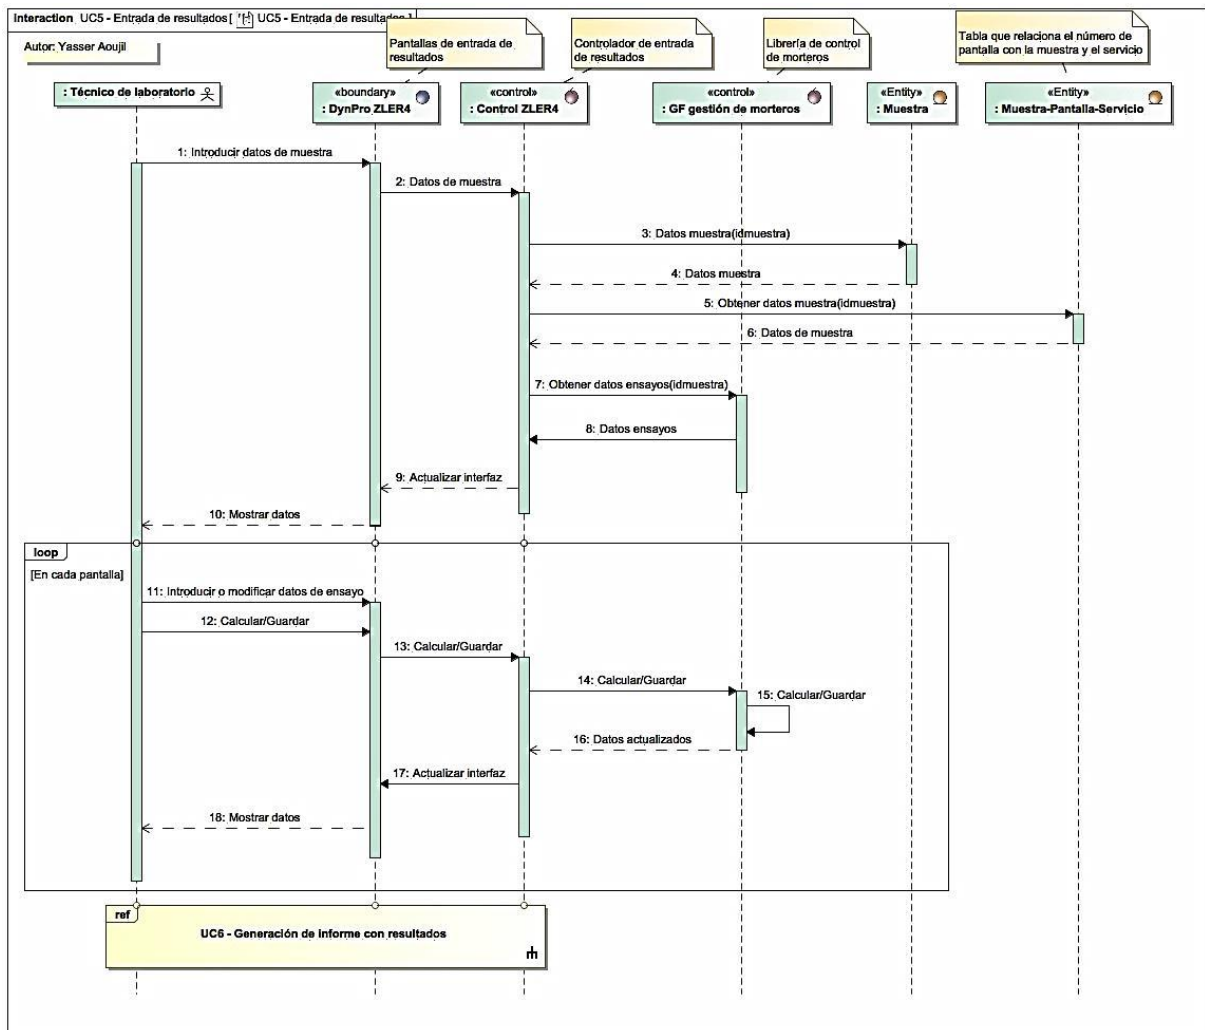 Interaction UC5 - Entrada de resultados[ UC5 - Entrada de resultados ]
Autor: Yasser Aoujil
Pantallas de entrada de
resultados
Controlador de entrada
de resultados
Librería de control
de morteros
Tabla que relaciona el número de
pantalla con la muestra y el servicio
: Técnico de laboratorio
«boundary»
: DynPro ZLER4
«control»
: Control ZLER4
«control»
: GF gestión de morteros
«Entity»
: Muestra
«Entity»
: Muestra-Pantalla-Servicio
1: Introducir datos de muestra
2: Datos de muestra
3: Datos muestra(idmuestra)
4: Datos muestra
5: Obtener datos muestra(idmuestra)
6: Datos de muestra
7: Obtener datos ensayos(idmuestra)
8: Datos ensayos
9: Actualizar interfaz
10: Mostrar datos
loop
[En cada pantalla]
11: Introducir o modificar datos de ensayo
12: Calcular/Guardar
13: Calcular/Guardar
14: Calcular/Guardar
15: Calcular/Guardar
16: Datos actualizados
17: Actualizar interfaz
18: Mostrar datos
ref
UC6 - Generación de informe con resultados